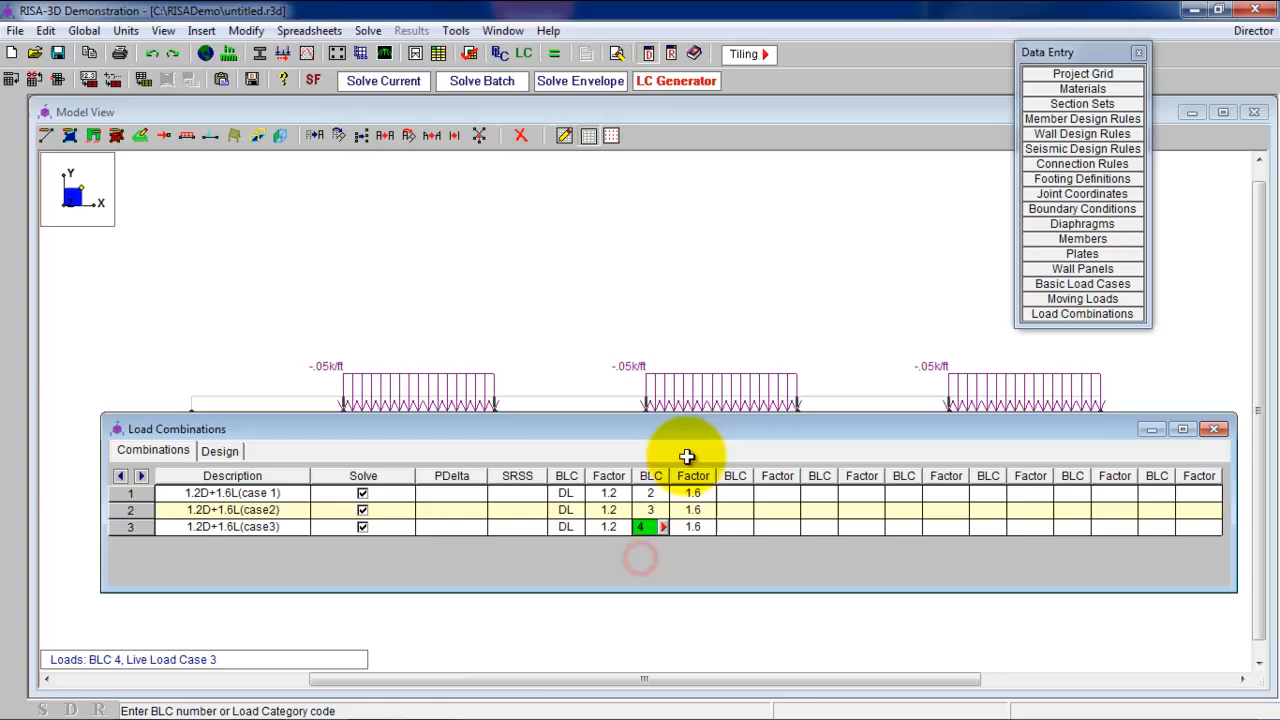 RISA-3D Demonstration - [C:\RISADemo\untitled.r3d]
File Edit Global Units View Insert Modify Spreadsheets Solve Results Tools Window Help Director
LC Tiling
SF Solve Current Solve Batch Solve Envelope LC Generator
Data Entry
Project Grid
Materials
Section Sets
Member Design Rules
Wall Design Rules
Seismic Design Rules
Connection Rules
Footing Definitions
Joint Coordinates
Boundary Conditions
Diaphragms
Members
Plates
Wall Panels
Basic Load Cases
Moving Loads
Load Combinations
Model View
Y
X
-.05k/ft -.05k/ft -.05k/ft
Load Combinations
Combinations Design
Description Solve PDelta SRSS BLC Factor BLC Factor BLC Factor BLC Factor BLC Factor BLC Factor BLC Factor BLC Factor
1 1.2D+1.6L(case 1) DL 1.2 2 1.6
2 1.2D+1.6L(case2) DL 1.2 3 1.6
3 1.2D+1.6L(case3) DL 1.2 4 1.6
Loads: BLC 4, Live Load Case 3
S D R Enter BLC number or Load Category code